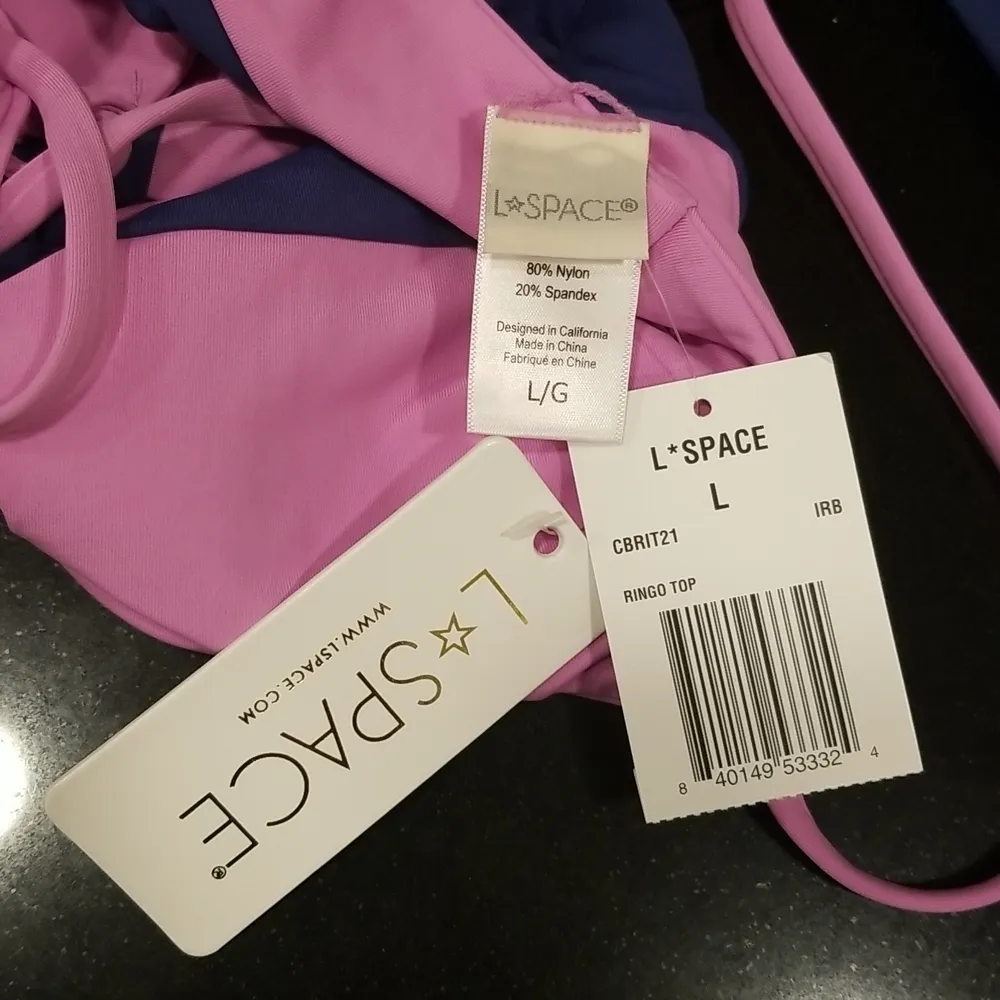 L☆SPACE®
80% Nylon
20% Spandex
Designed in California
Made in China
Fabriqué en Chine
L/G
L*SPACE
L
IRB
CBRIT21
RINGO TOP
8 40149 53332 4
L☆SPACE®
WWW.LSPACE.COM